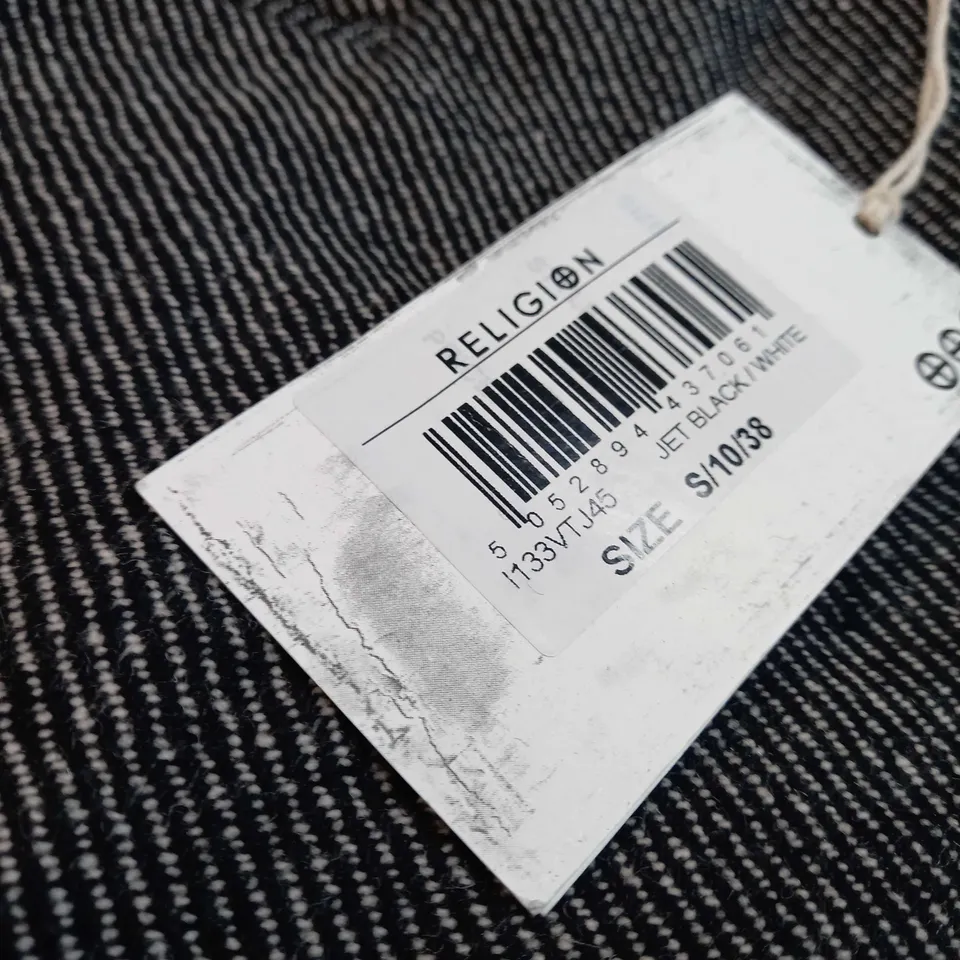 RELIGION
5 052894 437061
I133VTJ45 JET BLACK / WHITE
SIZE S/10/38